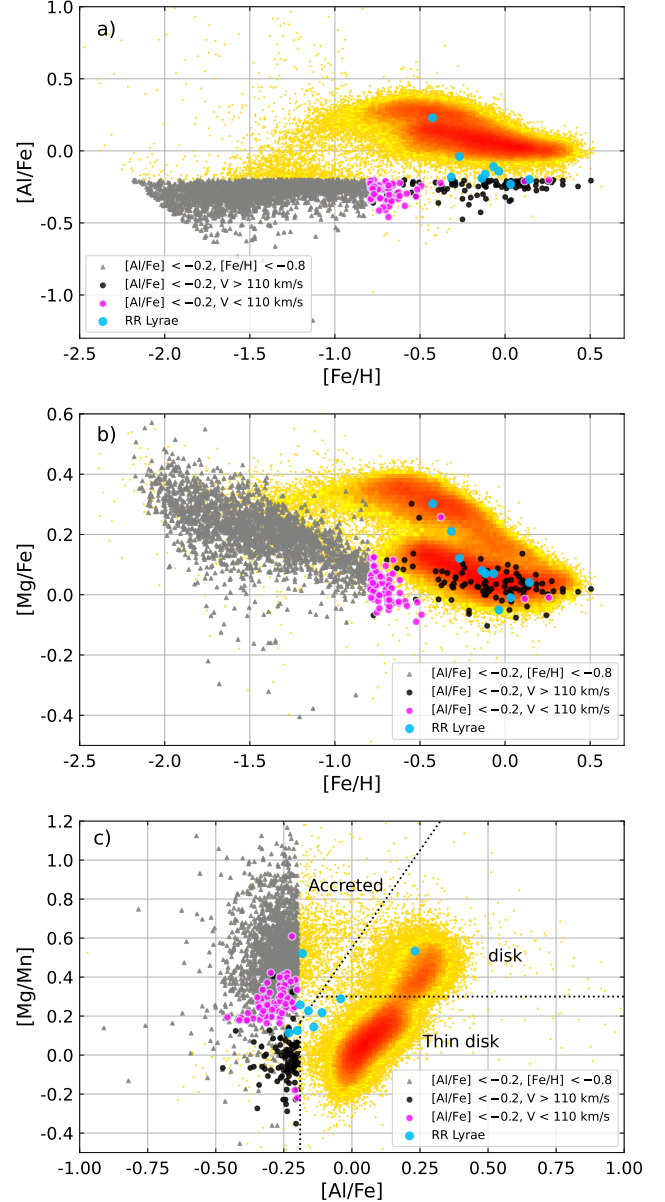 a)
1.0
0.5
0.0
-0.5
-1.0
[Al/Fe]
[Al/Fe] < −0.2, [Fe/H] < −0.8
[Al/Fe] < −0.2, V > 110 km/s
[Al/Fe] < −0.2, V < 110 km/s
RR Lyrae
-2.5 -2.0 -1.5 -1.0 -0.5 0.0 0.5
[Fe/H]
b)
0.6
0.4
0.2
0.0
-0.2
-0.4
[Mg/Fe]
[Al/Fe] < −0.2, [Fe/H] < −0.8
[Al/Fe] < −0.2, V > 110 km/s
[Al/Fe] < −0.2, V < 110 km/s
RR Lyrae
-2.5 -2.0 -1.5 -1.0 -0.5 0.0 0.5
[Fe/H]
c)
1.2
1.0
0.8
0.6
0.4
0.2
0.0
-0.2
-0.4
[Mg/Mn]
Accreted
disk
Thin disk
[Al/Fe] < −0.2, [Fe/H] < −0.8
[Al/Fe] < −0.2, V > 110 km/s
[Al/Fe] < −0.2, V < 110 km/s
RR Lyrae
-1.00 -0.75 -0.50 -0.25 0.00 0.25 0.50 0.75 1.00
[Al/Fe]